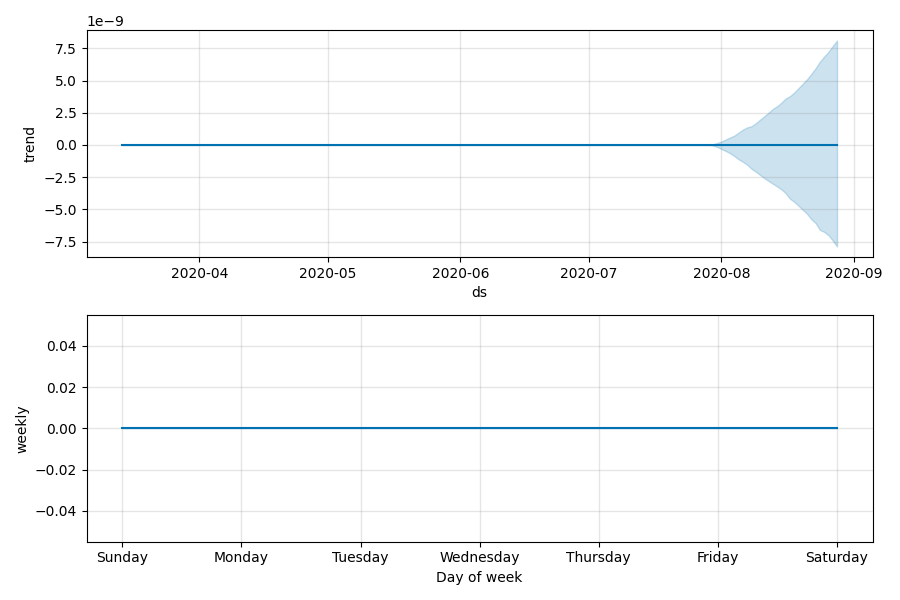 1e−9
7.5
5.0
2.5
0.0
−2.5
−5.0
−7.5
trend
2020-04 2020-05 2020-06 2020-07 2020-08 2020-09
ds
0.04
0.02
0.00
−0.02
−0.04
weekly
Sunday Monday Tuesday Wednesday Thursday Friday Saturday
Day of week